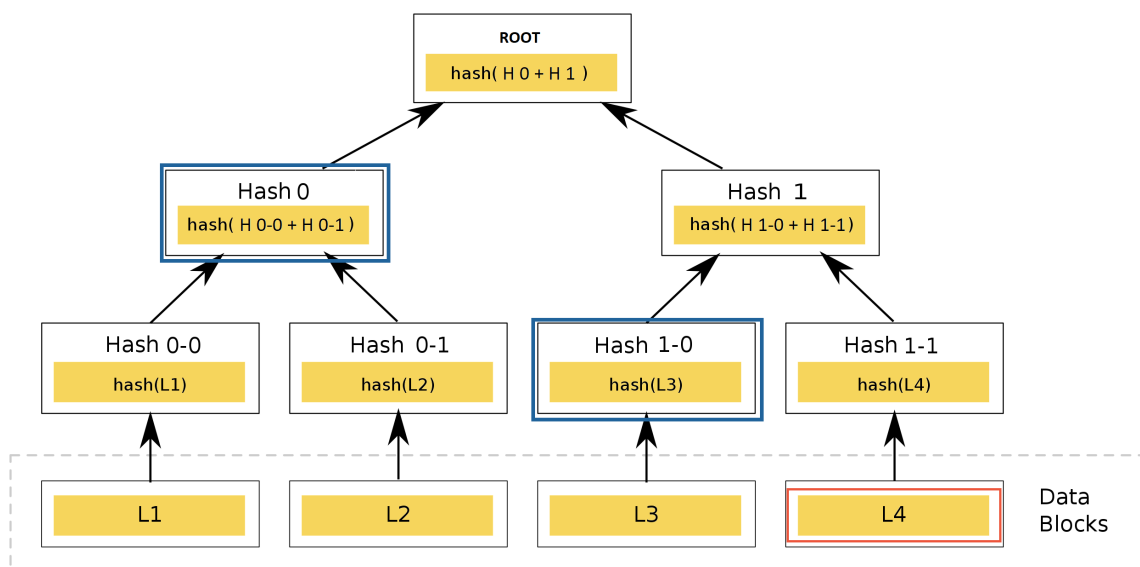 ROOT
hash( H 0 + H 1 )
Hash 0
hash( H 0-0 + H 0-1 )
Hash 1
hash( H 1-0 + H 1-1)
Hash 0-0
hash(L1)
Hash 0-1
hash(L2)
Hash 1-0
hash(L3)
Hash 1-1
hash(L4)
L1
L2
L3
L4
Data
Blocks